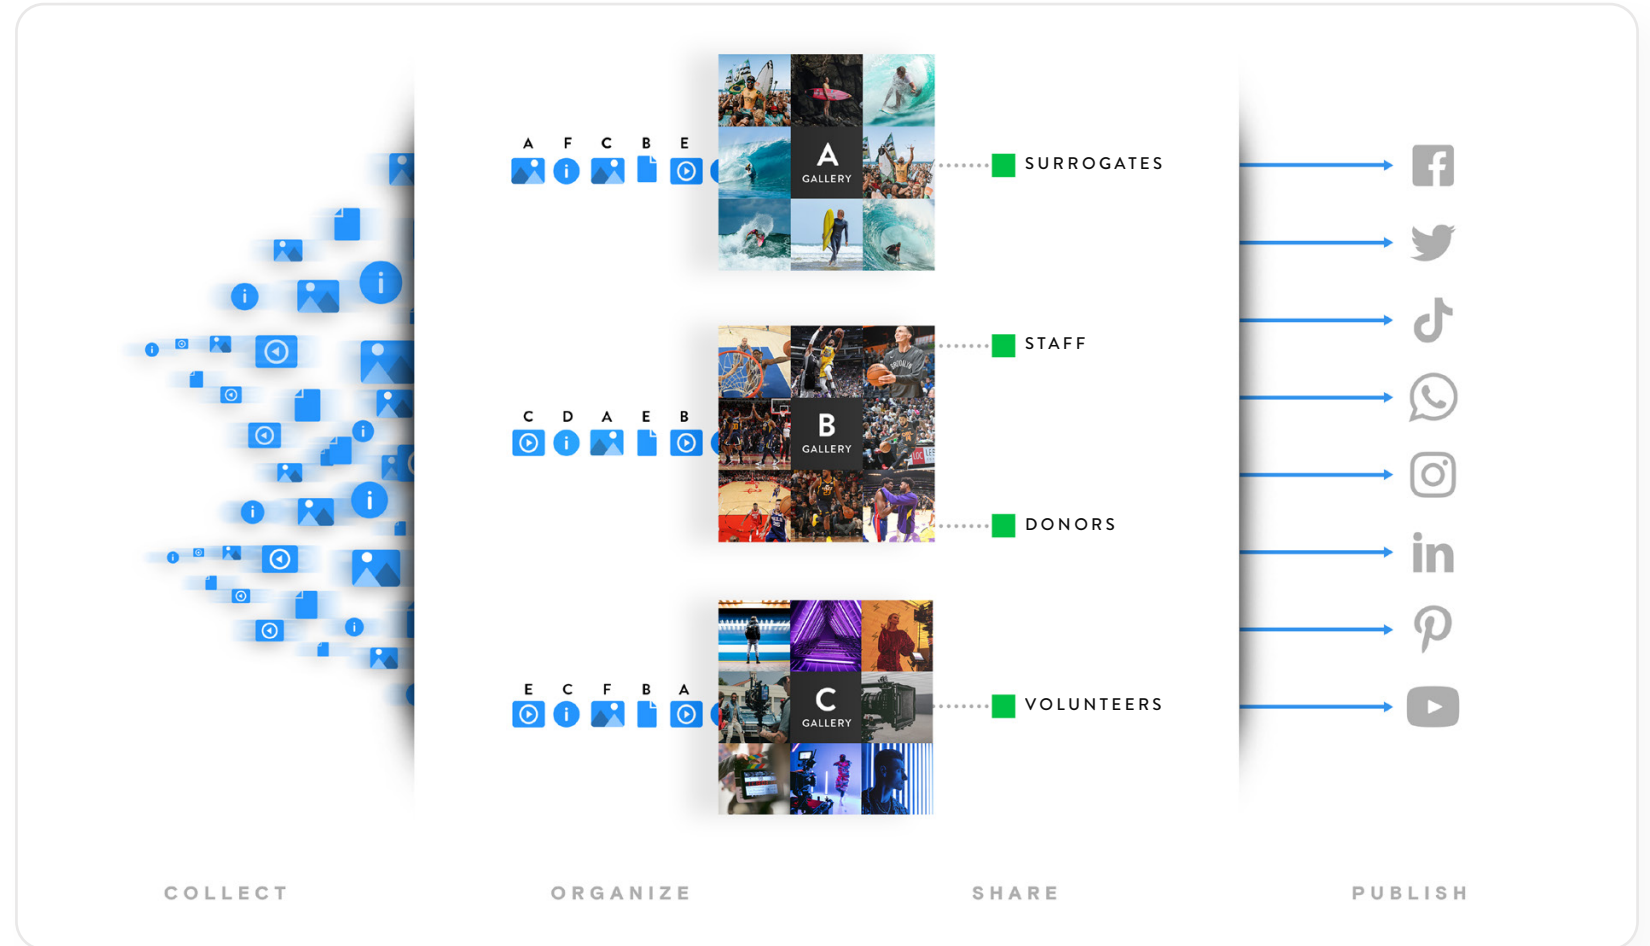 A F C B E
A
GALLERY
SURROGATES
STAFF
C D A E B
B
GALLERY
DONORS
E C F B A
C
GALLERY
VOLUNTEERS
COLLECT
ORGANIZE
SHARE
PUBLISH